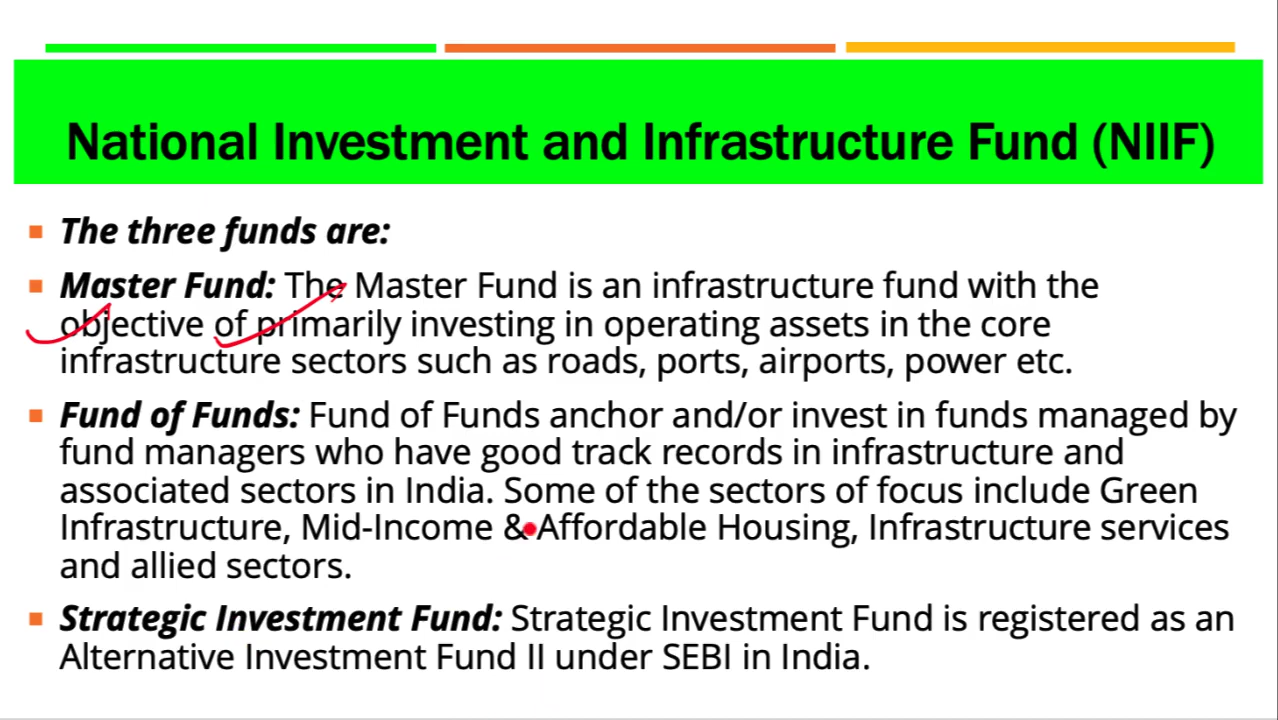 National Investment and Infrastructure Fund (NIIF)
The three funds are:
Master Fund: The Master Fund is an infrastructure fund with the
objective of primarily investing in operating assets in the core
infrastructure sectors such as roads, ports, airports, power etc.
Fund of Funds: Fund of Funds anchor and/or invest in funds managed by
fund managers who have good track records in infrastructure and
associated sectors in India. Some of the sectors of focus include Green
Infrastructure, Mid-Income & Affordable Housing, Infrastructure services
and allied sectors.
Strategic Investment Fund: Strategic Investment Fund is registered as an
Alternative Investment Fund II under SEBI in India.